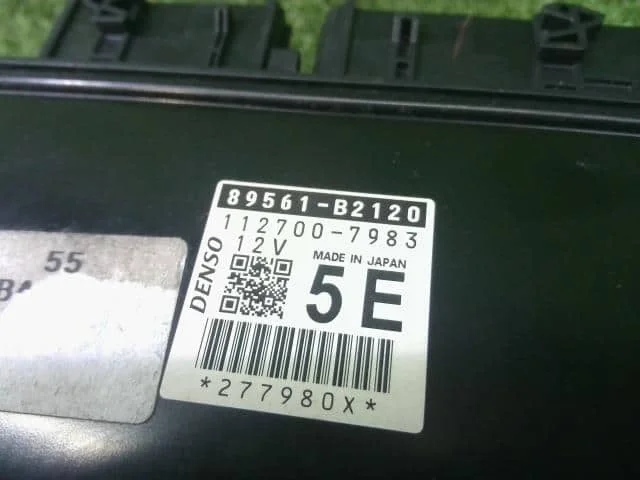 89561-B2120
112700-7983
12V
MADE IN JAPAN
DENSO
5E
*277980X*
55